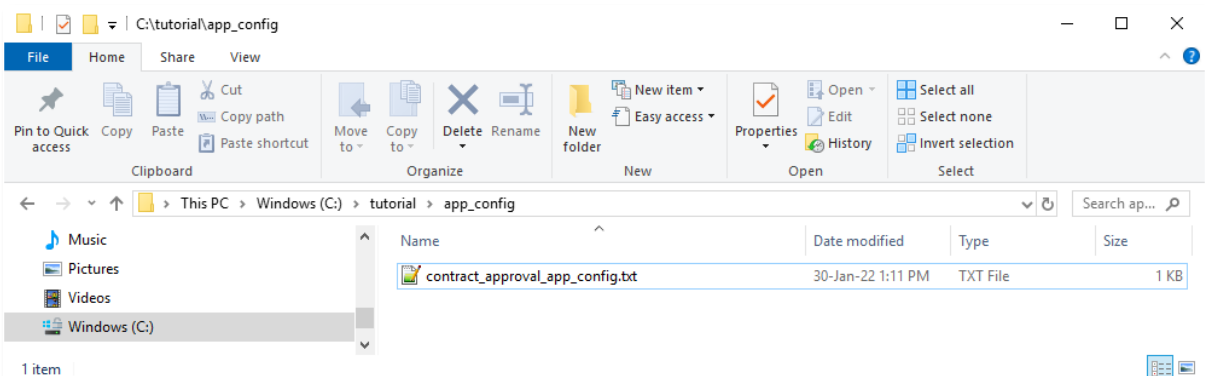 C:\tutorial\app_config
File Home Share View
Pin to Quick access
Copy
Paste
Cut
Copy path
Paste shortcut
Clipboard
Move to
Copy to
Delete
Rename
Organize
New folder
New item
Easy access
New
Properties
Open
Edit
History
Open
Select all
Select none
Invert selection
Select
This PC > Windows (C:) > tutorial > app_config
Search ap...
Music
Pictures
Videos
Windows (C:)
Name Date modified Type Size
contract_approval_app_config.txt 30-Jan-22 1:11 PM TXT File 1 KB
1 item